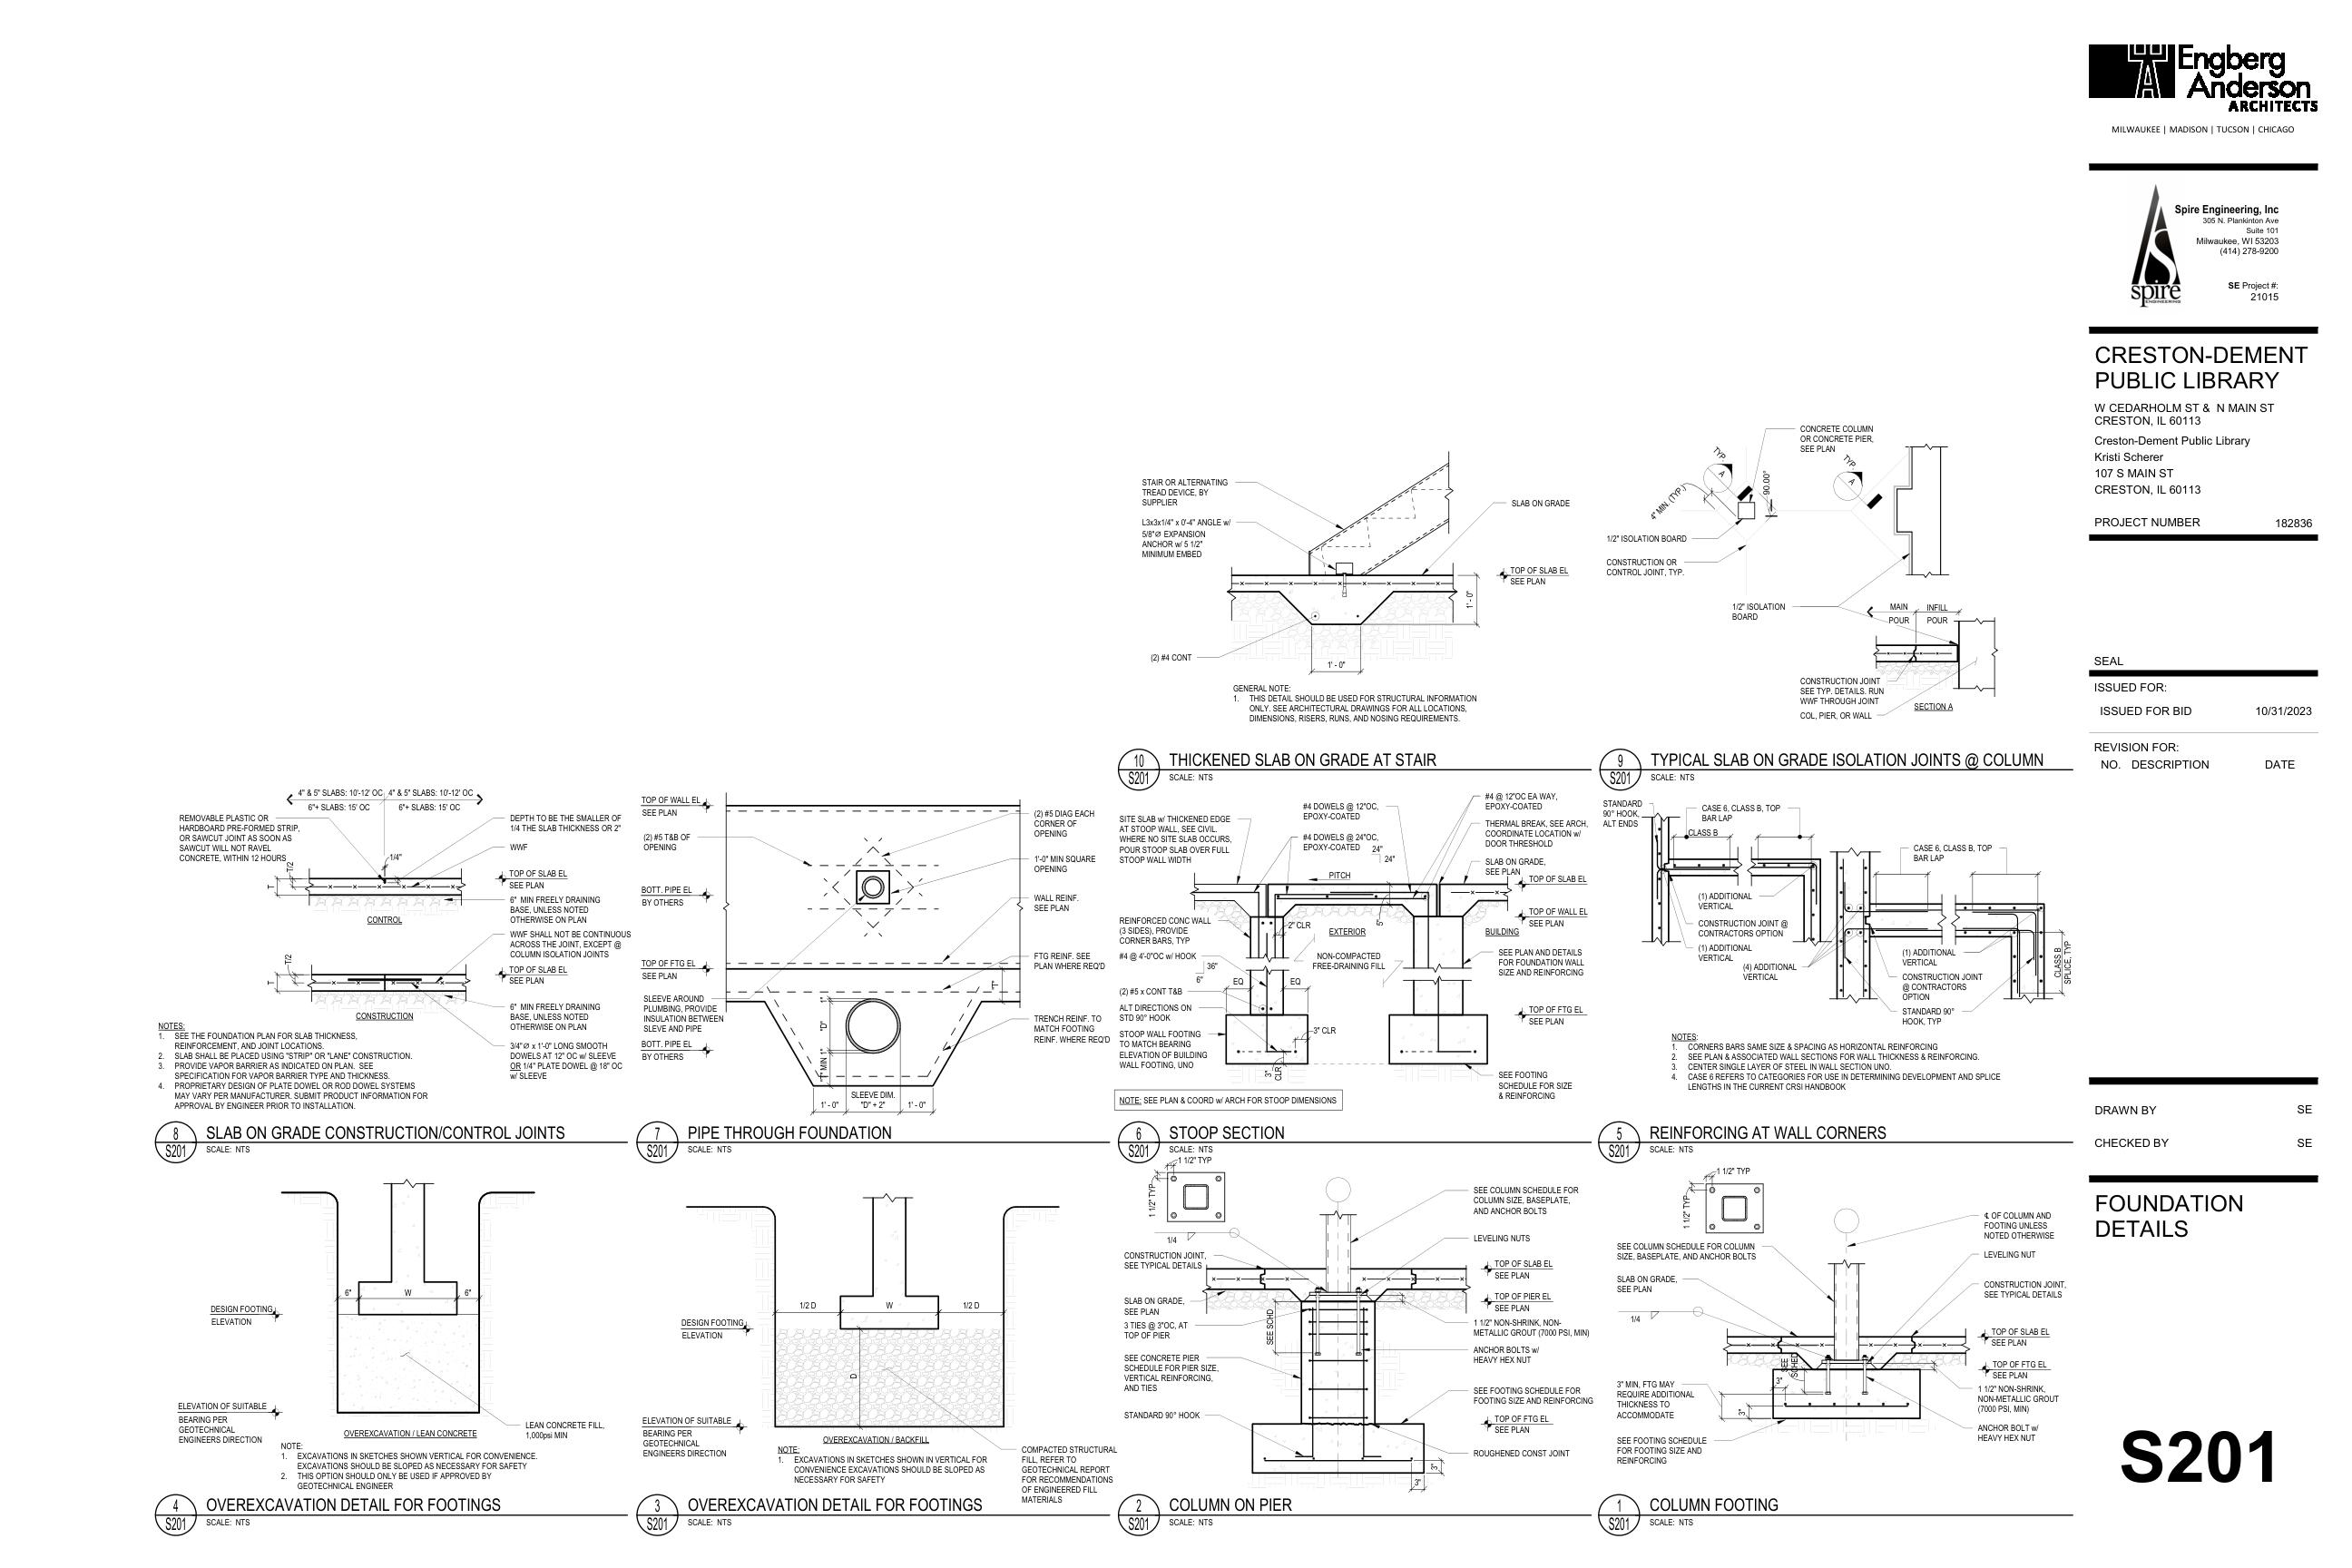 Engberg
Anderson
ARCHITECTS
MILWAUKEE | MADISON | TUCSON | CHICAGO
spire
ENGINEERING
Spire Engineering, Inc
305 N. Plankinton Ave
Suite 101
Milwaukee, WI 53203
(414) 278-9200
SE Project #:
21015
CRESTON-DEMENT
PUBLIC LIBRARY
W CEDARHOLM ST & N MAIN ST
CRESTON, IL 60113
Creston-Dement Public Library
Kristi Scherer
107 S MAIN ST
CRESTON, IL 60113
PROJECT NUMBER 182836
SEAL
ISSUED FOR:
ISSUED FOR BID 10/31/2023
REVISION FOR:
NO. DESCRIPTION DATE
DRAWN BY SE
CHECKED BY SE
FOUNDATION
DETAILS
S201
STAIR OR ALTERNATING
TREAD DEVICE, BY
SUPPLIER
L3x3x1/4" x 0'-4" ANGLE w/
5/8"Ø EXPANSION
ANCHOR w/ 5 1/2"
MINIMUM EMBED
SLAB ON GRADE
TOP OF SLAB EL
SEE PLAN
1' - 0"
(2) #4 CONT
1' - 0"
GENERAL NOTE:
1. THIS DETAIL SHOULD BE USED FOR STRUCTURAL INFORMATION
ONLY. SEE ARCHITECTURAL DRAWINGS FOR ALL LOCATIONS,
DIMENSIONS, RISERS, RUNS, AND NOSING REQUIREMENTS.
10
S201
THICKENED SLAB ON GRADE AT STAIR
SCALE: NTS
CONCRETE COLUMN
OR CONCRETE PIER,
SEE PLAN
TYP.
A
TYP.
A
4" MIN. (TYP.)
90.00°
1/2" ISOLATION BOARD
CONSTRUCTION OR
CONTROL JOINT, TYP.
1/2" ISOLATION
BOARD
MAIN
POUR
INFILL
POUR
CONSTRUCTION JOINT
SEE TYP. DETAILS. RUN
WWF THROUGH JOINT
COL, PIER, OR WALL
SECTION A
9
S201
TYPICAL SLAB ON GRADE ISOLATION JOINTS @ COLUMN
SCALE: NTS
4" & 5" SLABS: 10'-12' OC
6"+ SLABS: 15' OC
4" & 5" SLABS: 10'-12' OC
6"+ SLABS: 15' OC
REMOVABLE PLASTIC OR
HARDBOARD PRE-FORMED STRIP,
OR SAWCUT JOINT AS SOON AS
SAWCUT WILL NOT RAVEL
CONCRETE, WITHIN 12 HOURS
1/4"
T/2
T
DEPTH TO BE THE SMALLER OF
1/4 THE SLAB THICKNESS OR 2"
WWF
TOP OF SLAB EL
SEE PLAN
6" MIN FREELY DRAINING
BASE, UNLESS NOTED
OTHERWISE ON PLAN
CONTROL
WWF SHALL NOT BE CONTINUOUS
ACROSS THE JOINT, EXCEPT @
COLUMN ISOLATION JOINTS
T/2
T
TOP OF SLAB EL
SEE PLAN
6" MIN FREELY DRAINING
BASE, UNLESS NOTED
OTHERWISE ON PLAN
CONSTRUCTION
3/4"Ø x 1'-0" LONG SMOOTH
DOWELS AT 12" OC w/ SLEEVE
OR 1/4" PLATE DOWEL @ 18" OC
w/ SLEEVE
NOTES:
1. SEE THE FOUNDATION PLAN FOR SLAB THICKNESS,
REINFORCEMENT, AND JOINT LOCATIONS.
2. SLAB SHALL BE PLACED USING "STRIP" OR "LANE" CONSTRUCTION.
3. PROVIDE VAPOR BARRIER AS INDICATED ON PLAN. SEE
SPECIFICATION FOR VAPOR BARRIER TYPE AND THICKNESS.
4. PROPRIETARY DESIGN OF PLATE DOWEL OR ROD DOWEL SYSTEMS
MAY VARY PER MANUFACTURER. SUBMIT PRODUCT INFORMATION FOR
APPROVAL BY ENGINEER PRIOR TO INSTALLATION.
8
S201
SLAB ON GRADE CONSTRUCTION/CONTROL JOINTS
SCALE: NTS
TOP OF WALL EL
SEE PLAN
(2) #5 T&B OF
OPENING
BOTT. PIPE EL
BY OTHERS
TOP OF FTG EL
SEE PLAN
SLEEVE AROUND
PLUMBING, PROVIDE
INSULATION BETWEEN
SLEVE AND PIPE
BOTT. PIPE EL
BY OTHERS
(2) #5 DIAG EACH
CORNER OF
OPENING
1'-0" MIN SQUARE
OPENING
WALL REINF.
SEE PLAN
FTG REINF. SEE
PLAN WHERE REQ'D
"T"
TRENCH REINF. TO
MATCH FOOTING
REINF. WHERE REQ'D
1"
"D"
"T" MIN 1"
1' - 0"
SLEEVE DIM.
"D" + 2"
1' - 0"
7
S201
PIPE THROUGH FOUNDATION
SCALE: NTS
SITE SLAB w/ THICKENED EDGE
AT STOOP WALL, SEE CIVIL.
WHERE NO SITE SLAB OCCURS,
POUR STOOP SLAB OVER FULL
STOOP WALL WIDTH
#4 DOWELS @ 12"OC,
EPOXY-COATED
#4 DOWELS @ 24"OC,
EPOXY-COATED
24"
24"
#4 @ 12"OC EA WAY,
EPOXY-COATED
THERMAL BREAK, SEE ARCH,
COORDINATE LOCATION w/
DOOR THRESHOLD
SLAB ON GRADE,
SEE PLAN
TOP OF SLAB EL
PITCH
TOP OF WALL EL
SEE PLAN
REINFORCED CONC WALL
(3 SIDES), PROVIDE
CORNER BARS, TYP
2" CLR
EXTERIOR
5"
BUILDING
#4 @ 4'-0"OC w/ HOOK
36"
6"
NON-COMPACTED
FREE-DRAINING FILL
SEE PLAN AND DETAILS
FOR FOUNDATION WALL
SIZE AND REINFORCING
(2) #5 x CONT T&B
EQ
EQ
ALT DIRECTIONS ON
STD 90° HOOK
TOP OF FTG EL
SEE PLAN
STOOP WALL FOOTING
TO MATCH BEARING
ELEVATION OF BUILDING
WALL FOOTING, UNO
3" CLR
3" CLR
SEE FOOTING
SCHEDULE FOR SIZE
& REINFORCING
NOTE: SEE PLAN & COORD w/ ARCH FOR STOOP DIMENSIONS
6
S201
STOOP SECTION
SCALE: NTS
STANDARD
90° HOOK,
ALT ENDS
CASE 6, CLASS B, TOP
BAR LAP
CLASS B
CASE 6, CLASS B, TOP
BAR LAP
(1) ADDITIONAL
VERTICAL
CONSTRUCTION JOINT @
CONTRACTORS OPTION
(1) ADDITIONAL
VERTICAL
(4) ADDITIONAL
VERTICAL
(1) ADDITIONAL
VERTICAL
CONSTRUCTION JOINT
@ CONTRACTORS
OPTION
STANDARD 90°
HOOK, TYP
CLASS B
SPLICE, TYP
NOTES:
1. CORNERS BARS SAME SIZE & SPACING AS HORIZONTAL REINFORCING
2. SEE PLAN & ASSOCIATED WALL SECTIONS FOR WALL THICKNESS & REINFORCING.
3. CENTER SINGLE LAYER OF STEEL IN WALL SECTION UNO.
4. CASE 6 REFERS TO CATEGORIES FOR USE IN DETERMINING DEVELOPMENT AND SPLICE
LENGTHS IN THE CURRENT CRSI HANDBOOK
5
S201
REINFORCING AT WALL CORNERS
SCALE: NTS
6"
W
6"
DESIGN FOOTING
ELEVATION
ELEVATION OF SUITABLE
BEARING PER
GEOTECHNICAL
ENGINEERS DIRECTION
LEAN CONCRETE FILL,
1,000psi MIN
OVEREXCAVATION / LEAN CONCRETE
NOTE:
1. EXCAVATIONS IN SKETCHES SHOWN VERTICAL FOR CONVENIENCE.
EXCAVATIONS SHOULD BE SLOPED AS NECESSARY FOR SAFETY
2. THIS OPTION SHOULD ONLY BE USED IF APPROVED BY
GEOTECHNICAL ENGINEER
4
S201
OVEREXCAVATION DETAIL FOR FOOTINGS
SCALE: NTS
1/2 D
W
1/2 D
DESIGN FOOTING
ELEVATION
D
ELEVATION OF SUITABLE
BEARING PER
GEOTECHNICAL
ENGINEERS DIRECTION
OVEREXCAVATION / BACKFILL
NOTE:
1. EXCAVATIONS IN SKETCHES SHOWN IN VERTICAL FOR
CONVENIENCE EXCAVATIONS SHOULD BE SLOPED AS
NECESSARY FOR SAFETY
COMPACTED STRUCTURAL
FILL, REFER TO
GEOTECHNICAL REPORT
FOR RECOMMENDATIONS
OF ENGINEERED FILL
MATERIALS
3
S201
OVEREXCAVATION DETAIL FOR FOOTINGS
SCALE: NTS
1 1/2" TYP
1 1/2" TYP
1/4
SEE COLUMN SCHEDULE FOR
COLUMN SIZE, BASEPLATE,
AND ANCHOR BOLTS
LEVELING NUTS
CONSTRUCTION JOINT,
SEE TYPICAL DETAILS
TOP OF SLAB EL
SEE PLAN
SLAB ON GRADE,
SEE PLAN
TOP OF PIER EL
SEE PLAN
3 TIES @ 3"OC, AT
TOP OF PIER
SEE SCHD
1 1/2" NON-SHRINK, NON-
METALLIC GROUT (7000 PSI, MIN)
ANCHOR BOLTS w/
HEAVY HEX NUT
SEE CONCRETE PIER
SCHEDULE FOR PIER SIZE,
VERTICAL REINFORCING,
AND TIES
SEE FOOTING SCHEDULE FOR
FOOTING SIZE AND REINFORCING
STANDARD 90° HOOK
TOP OF FTG EL
SEE PLAN
ROUGHENED CONST JOINT
3"
3"
2
S201
COLUMN ON PIER
SCALE: NTS
1 1/2" TYP
1 1/2" TYP
℄ OF COLUMN AND
FOOTING UNLESS
NOTED OTHERWISE
SEE COLUMN SCHEDULE FOR COLUMN
SIZE, BASEPLATE, AND ANCHOR BOLTS
LEVELING NUT
SLAB ON GRADE,
SEE PLAN
CONSTRUCTION JOINT,
SEE TYPICAL DETAILS
1/4
TOP OF SLAB EL
SEE PLAN
SEE
SCHED
TOP OF FTG EL
SEE PLAN
3" MIN, FTG MAY
REQUIRE ADDITIONAL
THICKNESS TO
ACCOMMODATE
3"
3"
1 1/2" NON-SHRINK,
NON-METALLIC GROUT
(7000 PSI, MIN)
ANCHOR BOLT w/
HEAVY HEX NUT
SEE FOOTING SCHEDULE
FOR FOOTING SIZE AND
REINFORCING
1
S201
COLUMN FOOTING
SCALE: NTS